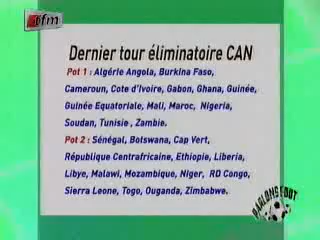 tfm
Dernier tour éliminatoire CAN
Pot 1 : Algérie Angola, Burkina Faso,
Cameroun, Cote d'Ivoire, Gabon, Ghana, Guinée,
Guinée Equatoriale, Mali, Maroc, Nigeria,
Soudan, Tunisie , Zambie.
Pot 2 : Sénégal, Botswana, Cap Vert,
République Centrafricaine, Ethiopie, Liberia,
Libye, Malawi, Mozambique, Niger, RD Congo,
Sierra Leone, Togo, Ouganda, Zimbabwe.
PARLONS FOOT